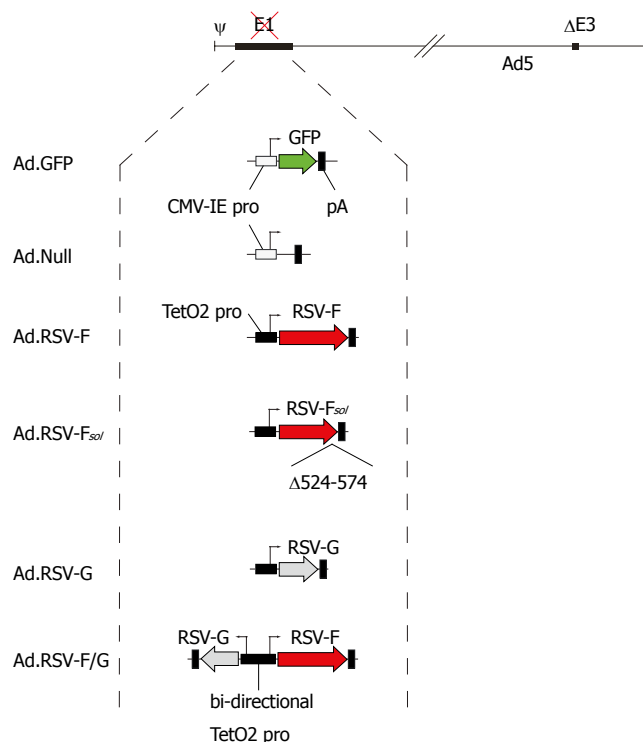 ψ E1 ΔE3
Ad5
GFP
Ad.GFP
CMV-IE pro pA
Ad.Null
TetO2 pro RSV-F
Ad.RSV-F
RSV-Fsol
Ad.RSV-Fsol
Δ524-574
RSV-G
Ad.RSV-G
RSV-G RSV-F
Ad.RSV-F/G
bi-directional
TetO2 pro